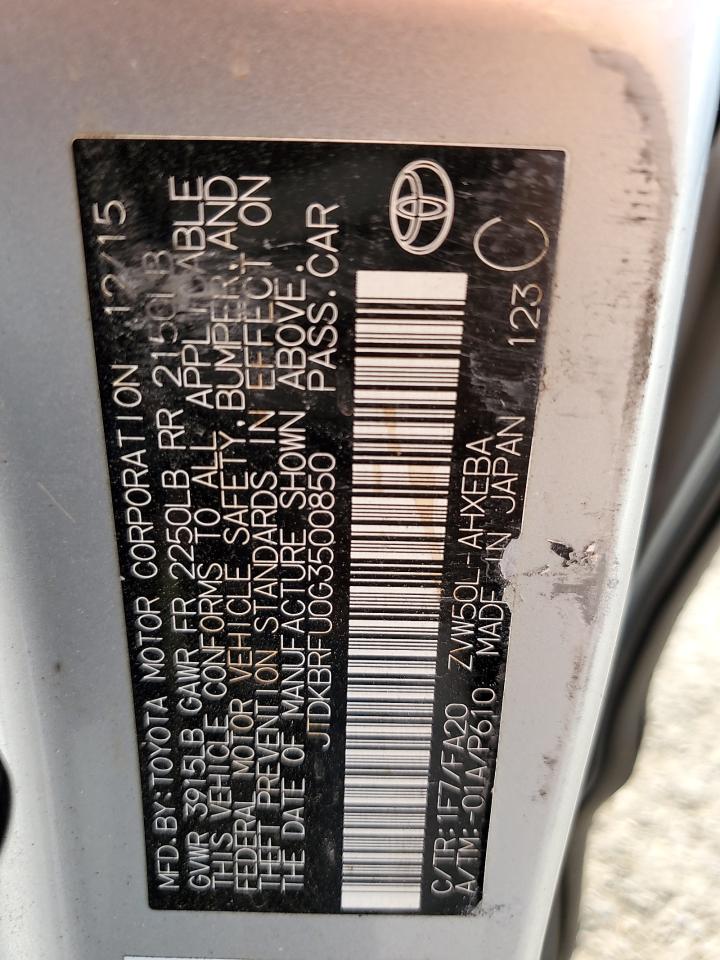 MFD.BY:TOYOTA MOTOR CORPORATION 12/15
GVWR 3915LB GAWR FR 2250LB RR 2150LB
THIS VEHICLE CONFORMS TO ALL APPLICABLE
FEDERAL MOTOR VEHICLE SAFETY,BUMPER,AND
THEFT PREVENTION STANDARDS IN EFFECT ON
THE DATE OF MANUFACTURE SHOWN ABOVE.
JTDKBRFU0G3500850 PASS.CAR
C/TR:1F7/FA20 ZVW50L-AHXEBA
A/TM:-01A/P610 MADE IN JAPAN 123 C